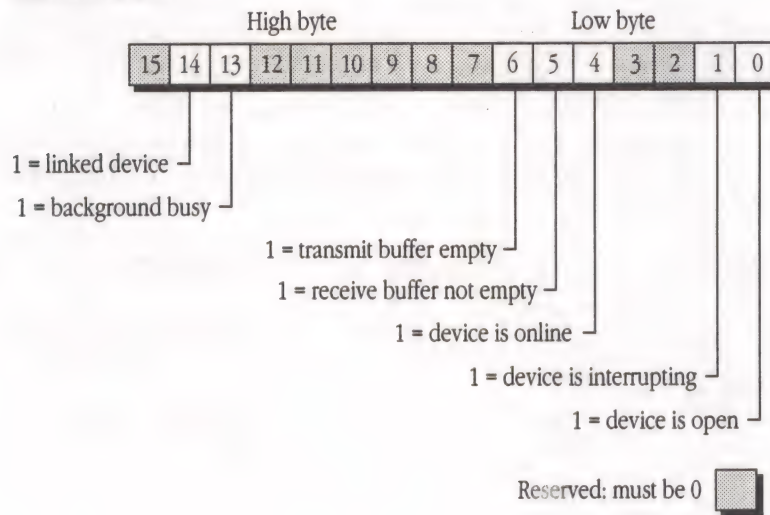 High byte Low byte
15 14 13 12 11 10 9 8 7 6 5 4 3 2 1 0
1 = linked device
1 = background busy
1 = transmit buffer empty
1 = receive buffer not empty
1 = device is online
1 = device is interrupting
1 = device is open
Reserved: must be 0